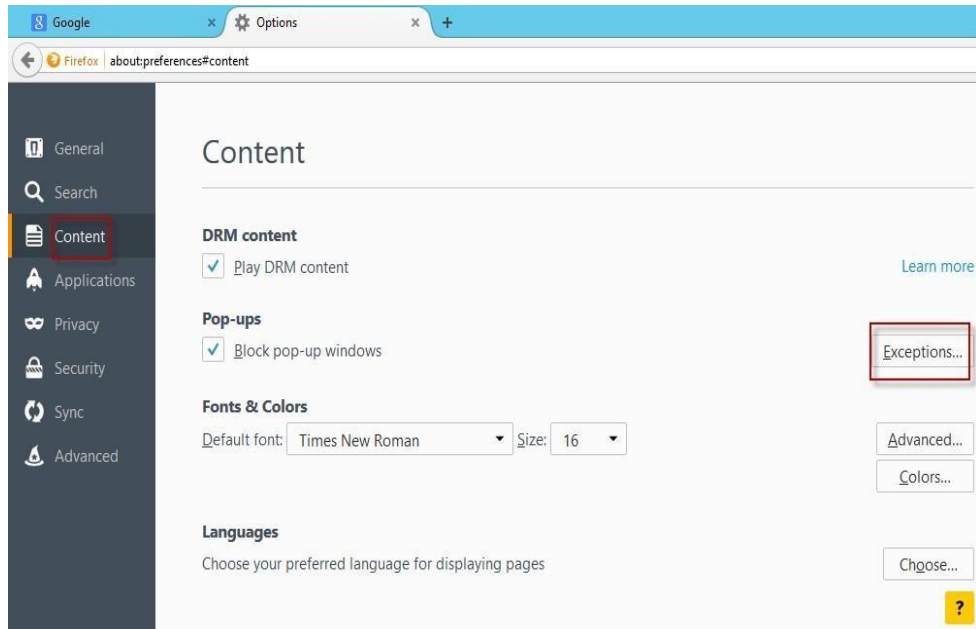 Google
Options
Firefox about:preferences#content
General
Search
Content
Applications
Privacy
Security
Sync
Advanced
Content
DRM content
Play DRM content
Learn more
Pop-ups
Block pop-up windows
Exceptions...
Fonts & Colors
Default font: Times New Roman Size: 16
Advanced...
Colors...
Languages
Choose your preferred language for displaying pages
Choose...
?